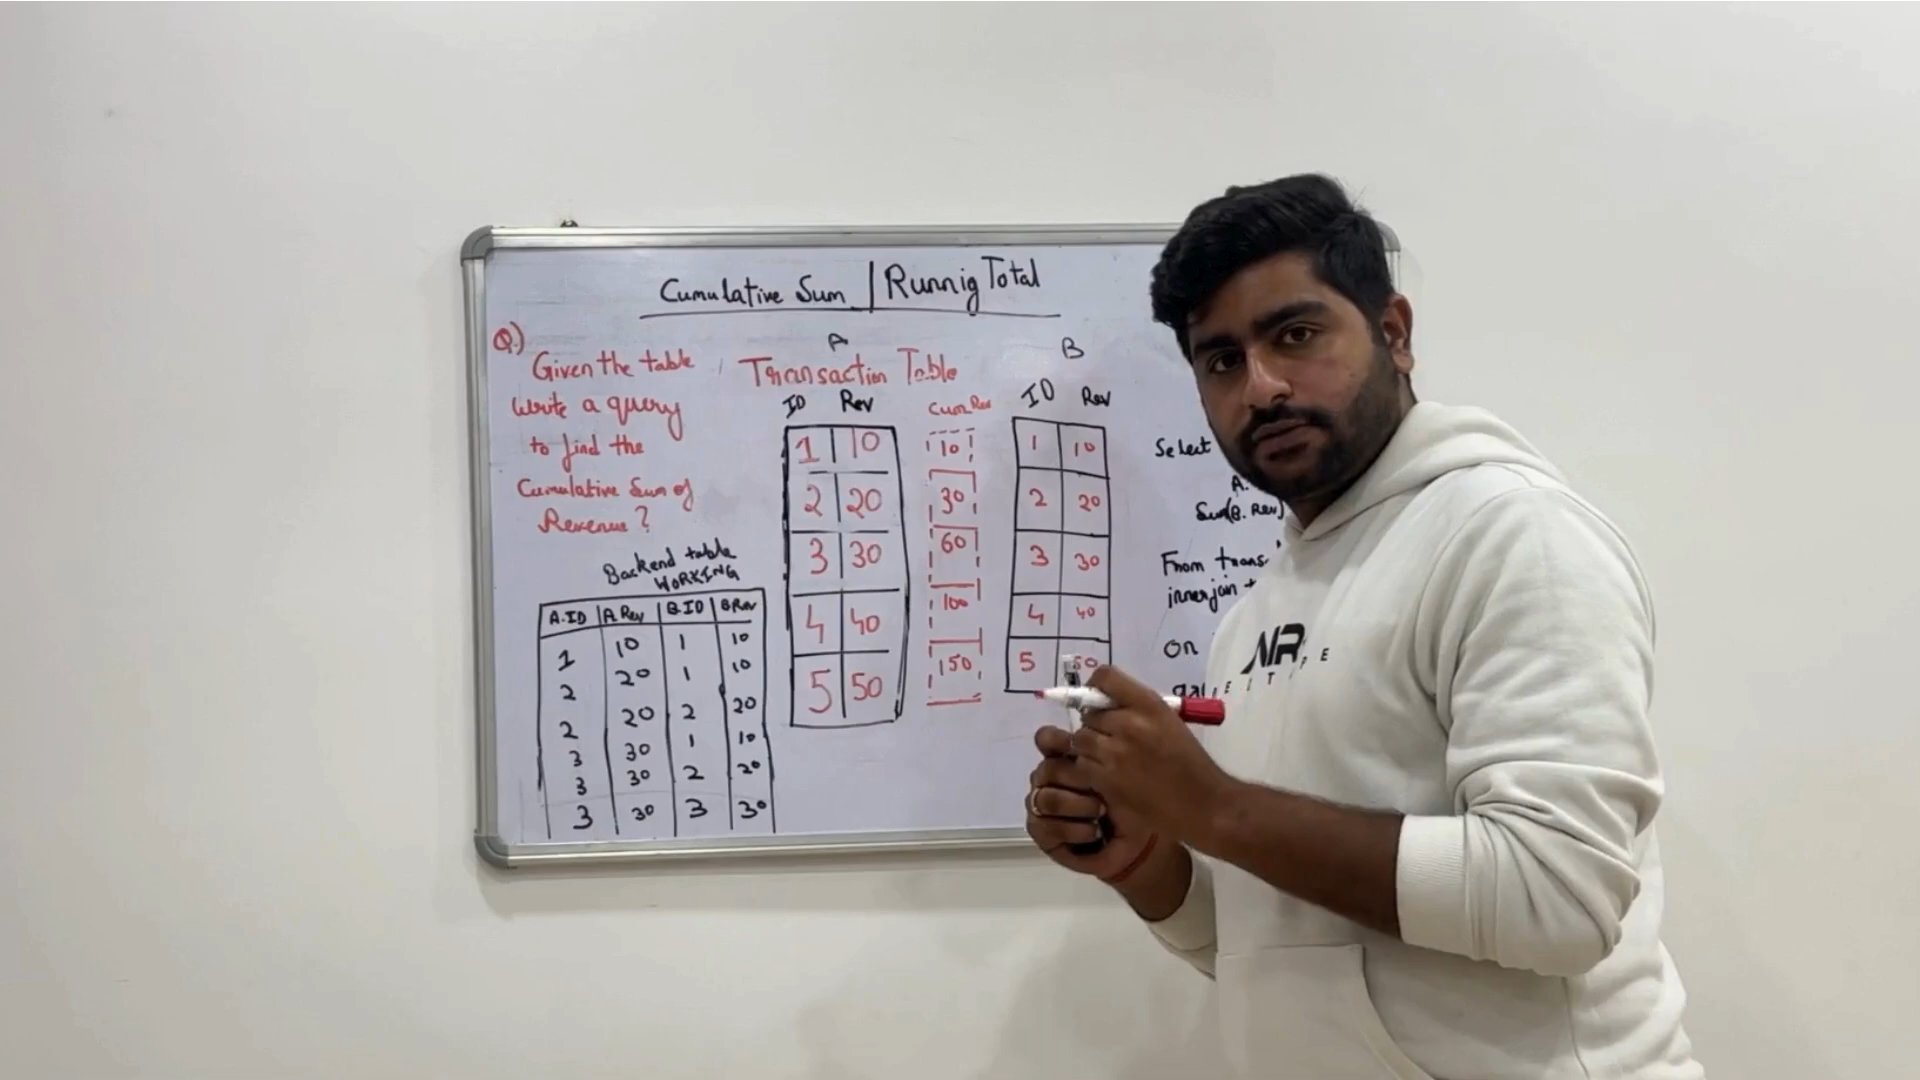 Cumulative Sum | Runnig Total
Q.)
Given the table
Write a query
to find the
Cumulative Sum of
Revenue?
A
Transaction Table
ID Rev
1 10
2 20
3 30
4 40
5 50
Cum Rev
10
30
60
100
150
B
ID Rev
1 10
2 20
3 30
4 40
5 50
Backend table
WORKING
A.ID A.Rev B.ID B.Rev
1 10 1 10
2 20 1 10
2 20 2 20
3 30 1 10
3 30 2 20
3 30 3 30
Select
A.
Sum(B.Rev)
From trans
innerjoin
on